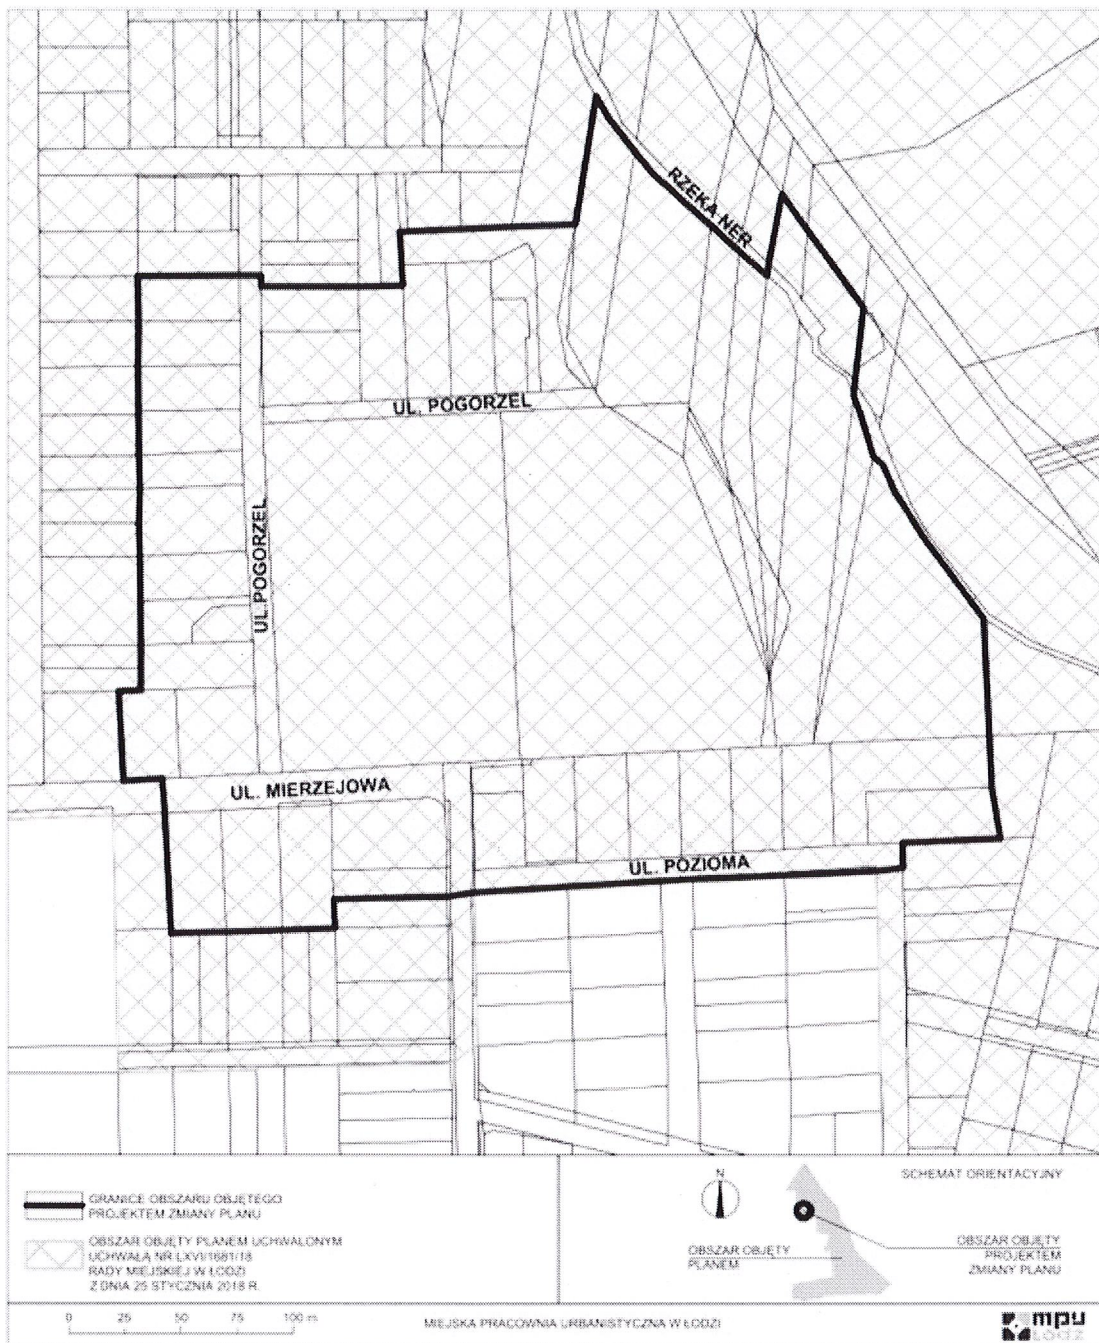 RZEKA NER
UL. POGORZEL
UL. POGORZEL
UL. MIERZEJOWA
UL. POZIOMA
GRANICE OBSZARU OBJĘTEGO
PROJEKTEM ZMIANY PLANU
OBSZAR OBJĘTY PLANEM UCHWALONYM
UCHWAŁĄ NR LXVI/1681/18
RADY MIEJSKIEJ W ŁODZI
Z DNIA 25 STYCZNIA 2018 R.
N
SCHEMAT ORIENTACYJNY
OBSZAR OBJĘTY
PLANEM
OBSZAR OBJĘTY
PROJEKTEM
ZMIANY PLANU
0 25 50 75 100 m
MIEJSKA PRACOWNIA URBANISTYCZNA W ŁODZI
mpu
ŁÓDŹ